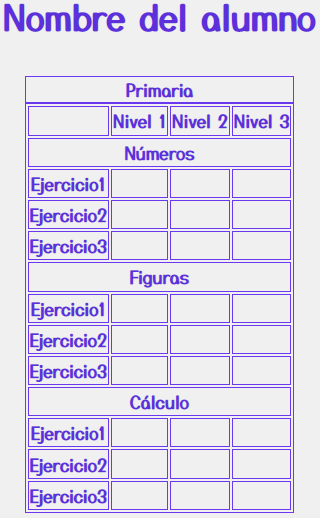 Nombre del alumno
Primaria
Nivel 1 Nivel 2 Nivel 3
Números
Ejercicio1
Ejercicio2
Ejercicio3
Figuras
Ejercicio1
Ejercicio2
Ejercicio3
Cálculo
Ejercicio1
Ejercicio2
Ejercicio3